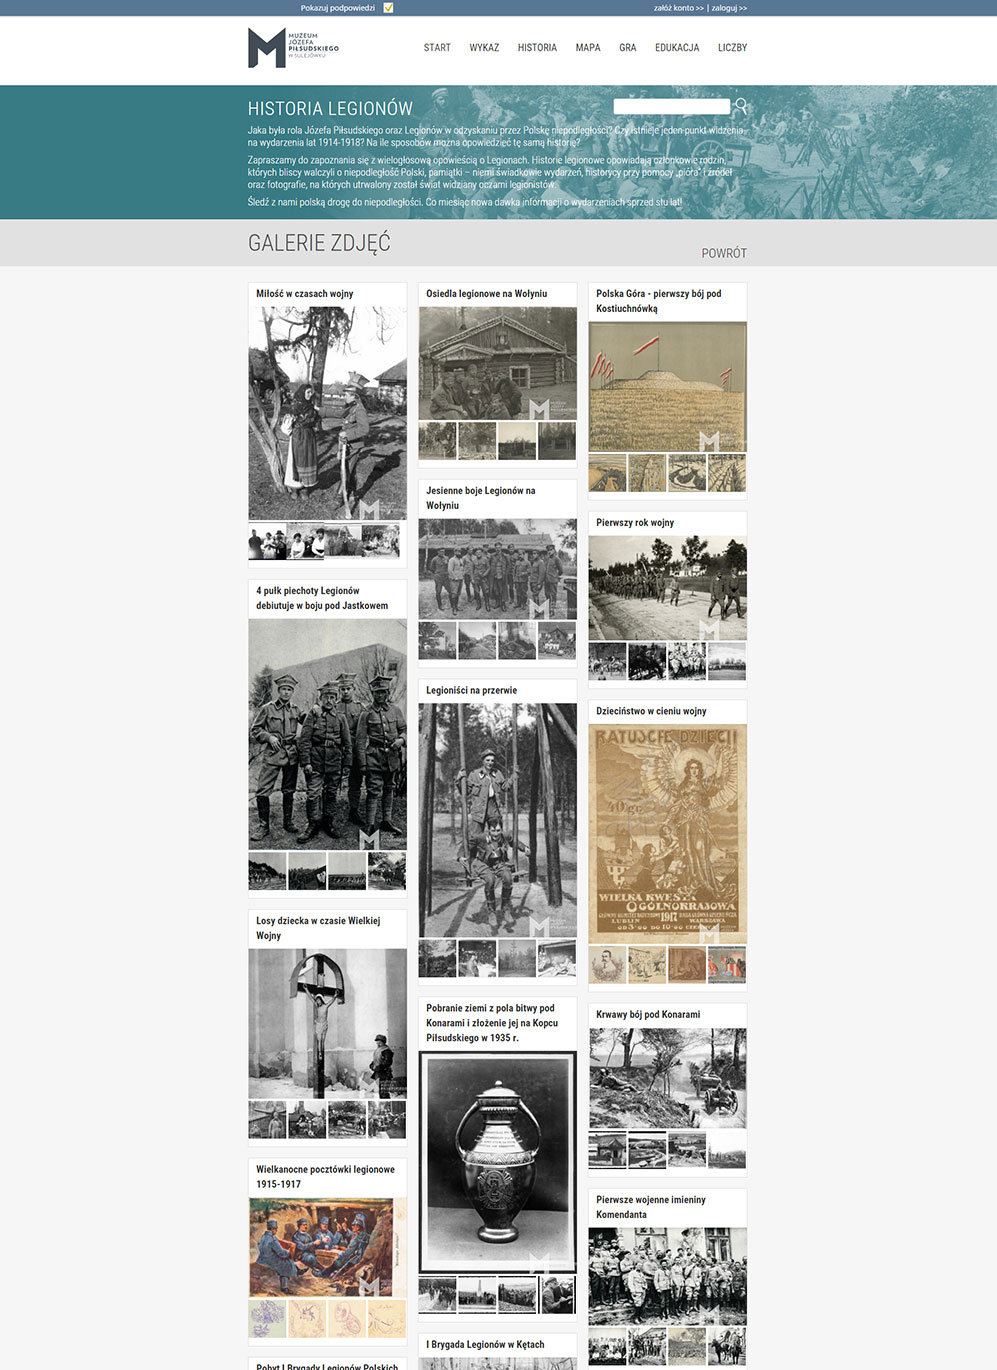 Pokazuj podpowiedzi
załóż konto >> | zaloguj >>
MUZEUM
JÓZEFA
PIŁSUDSKIEGO
W SULEJÓWKU
START WYKAZ HISTORIA MAPA GRA EDUKACJA LICZBY
HISTORIA LEGIONÓW
Jaka była rola Józefa Piłsudskiego oraz Legionów w odzyskaniu przez Polskę niepodległości? Czy istnieje jeden punkt widzenia
na wydarzenia lat 1914-1918? Na ile sposobów można opowiedzieć tę samą historię?
Zapraszamy do zapoznania się z wielogłosową opowieścią o Legionach. Historie legionowe opowiadają członkowie rodzin,
których bliscy walczyli o niepodległość Polski, pamiątki – niemi świadkowie wydarzeń, historycy przy pomocy „pióra" i źródeł
oraz fotografie, na których utrwalony został świat widziany oczami legionistów.
Śledź z nami polską drogę do niepodległości. Co miesiąc nowa dawka informacji o wydarzeniach sprzed stu lat!
GALERIE ZDJĘĆ
POWRÓT
Miłość w czasach wojny
4 pułk piechoty Legionów
debiutuje w boju pod Jastkowem
Losy dziecka w czasie Wielkiej
Wojny
Wielkanocne pocztówki legionowe
1915-1917
Pobyt I Brygady Legionów Polskich
Osiedla legionowe na Wołyniu
Jesienne boje Legionów na
Wołyniu
Legioniści na przerwie
Pobranie ziemi z pola bitwy pod
Konarami i złożenie jej na Kopcu
Piłsudskiego w 1935 r.
I Brygada Legionów w Kętach
Polska Góra - pierwszy bój pod
Kostiuchnówką
Pierwszy rok wojny
Dzieciństwo w cieniu wojny
RATUJCIE DZIECI!
WIELKA KWESTA
OGÓLNOKRAJOWA
LUBLIN 1917 WARSZAWA
Krwawy bój pod Konarami
Pierwsze wojenne imieniny
Komendanta